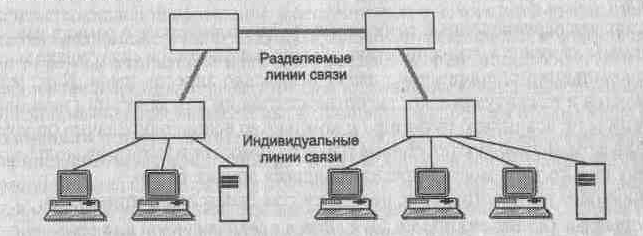 Разделяемые
линии связи
Индивидуальные
линии связи